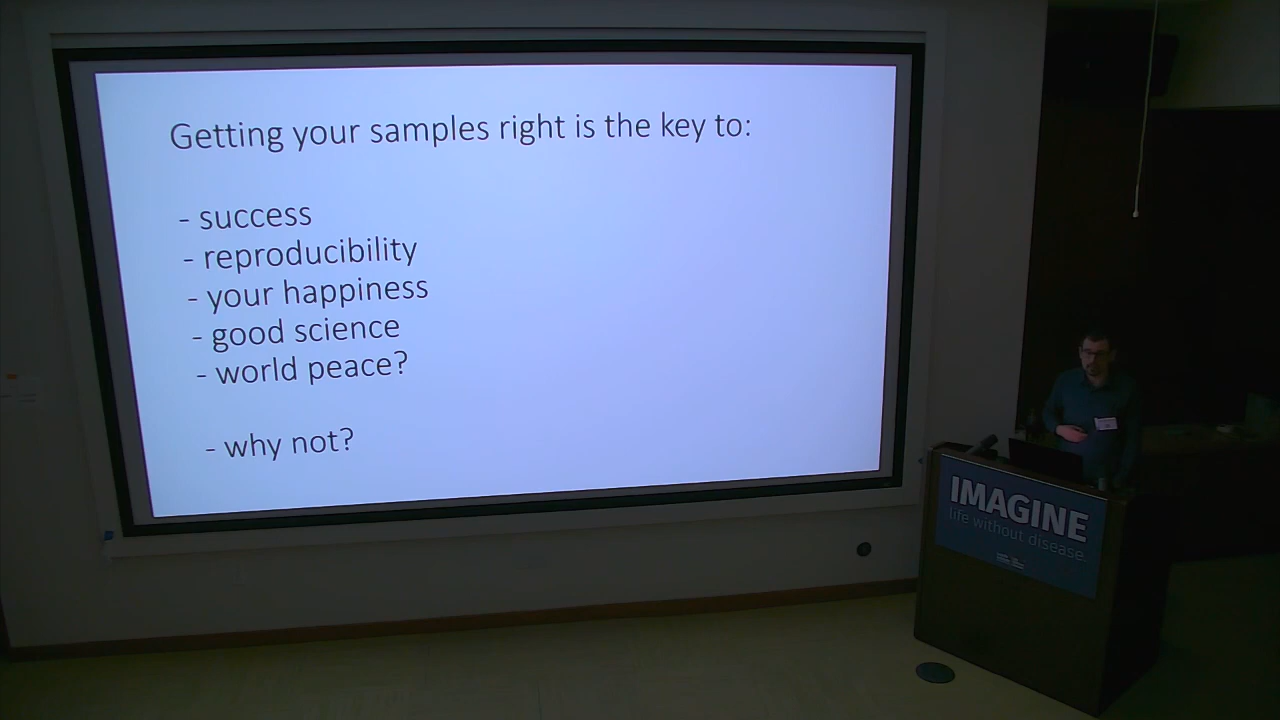 Getting your samples right is the key to:
- success
- reproducibility
- your happiness
- good science
- world peace?
- why not?
IMAGINE
life without disease.